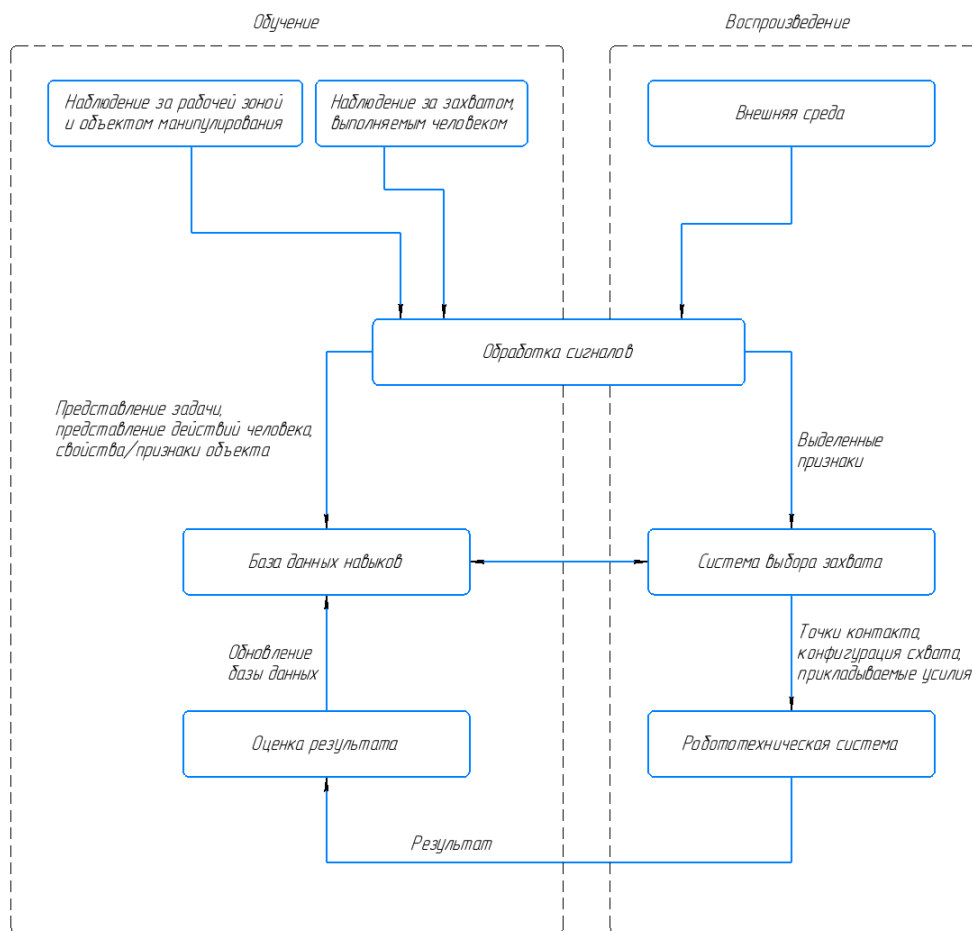 Обучение
Воспроизведение
Наблюдение за рабочей зоной
и объектом манипулирования
Наблюдение за захватом,
выполняемым человеком
Внешняя среда
Обработка сигналов
Представление задачи,
представление действий человека,
свойства/признаки объекта
Выделенные
признаки
База данных навыков
Система выбора захвата
Обновление
базы данных
Точки контакта,
конфигурация схвата,
прикладываемые усилия
Оценка результата
Робототехническая система
Результат